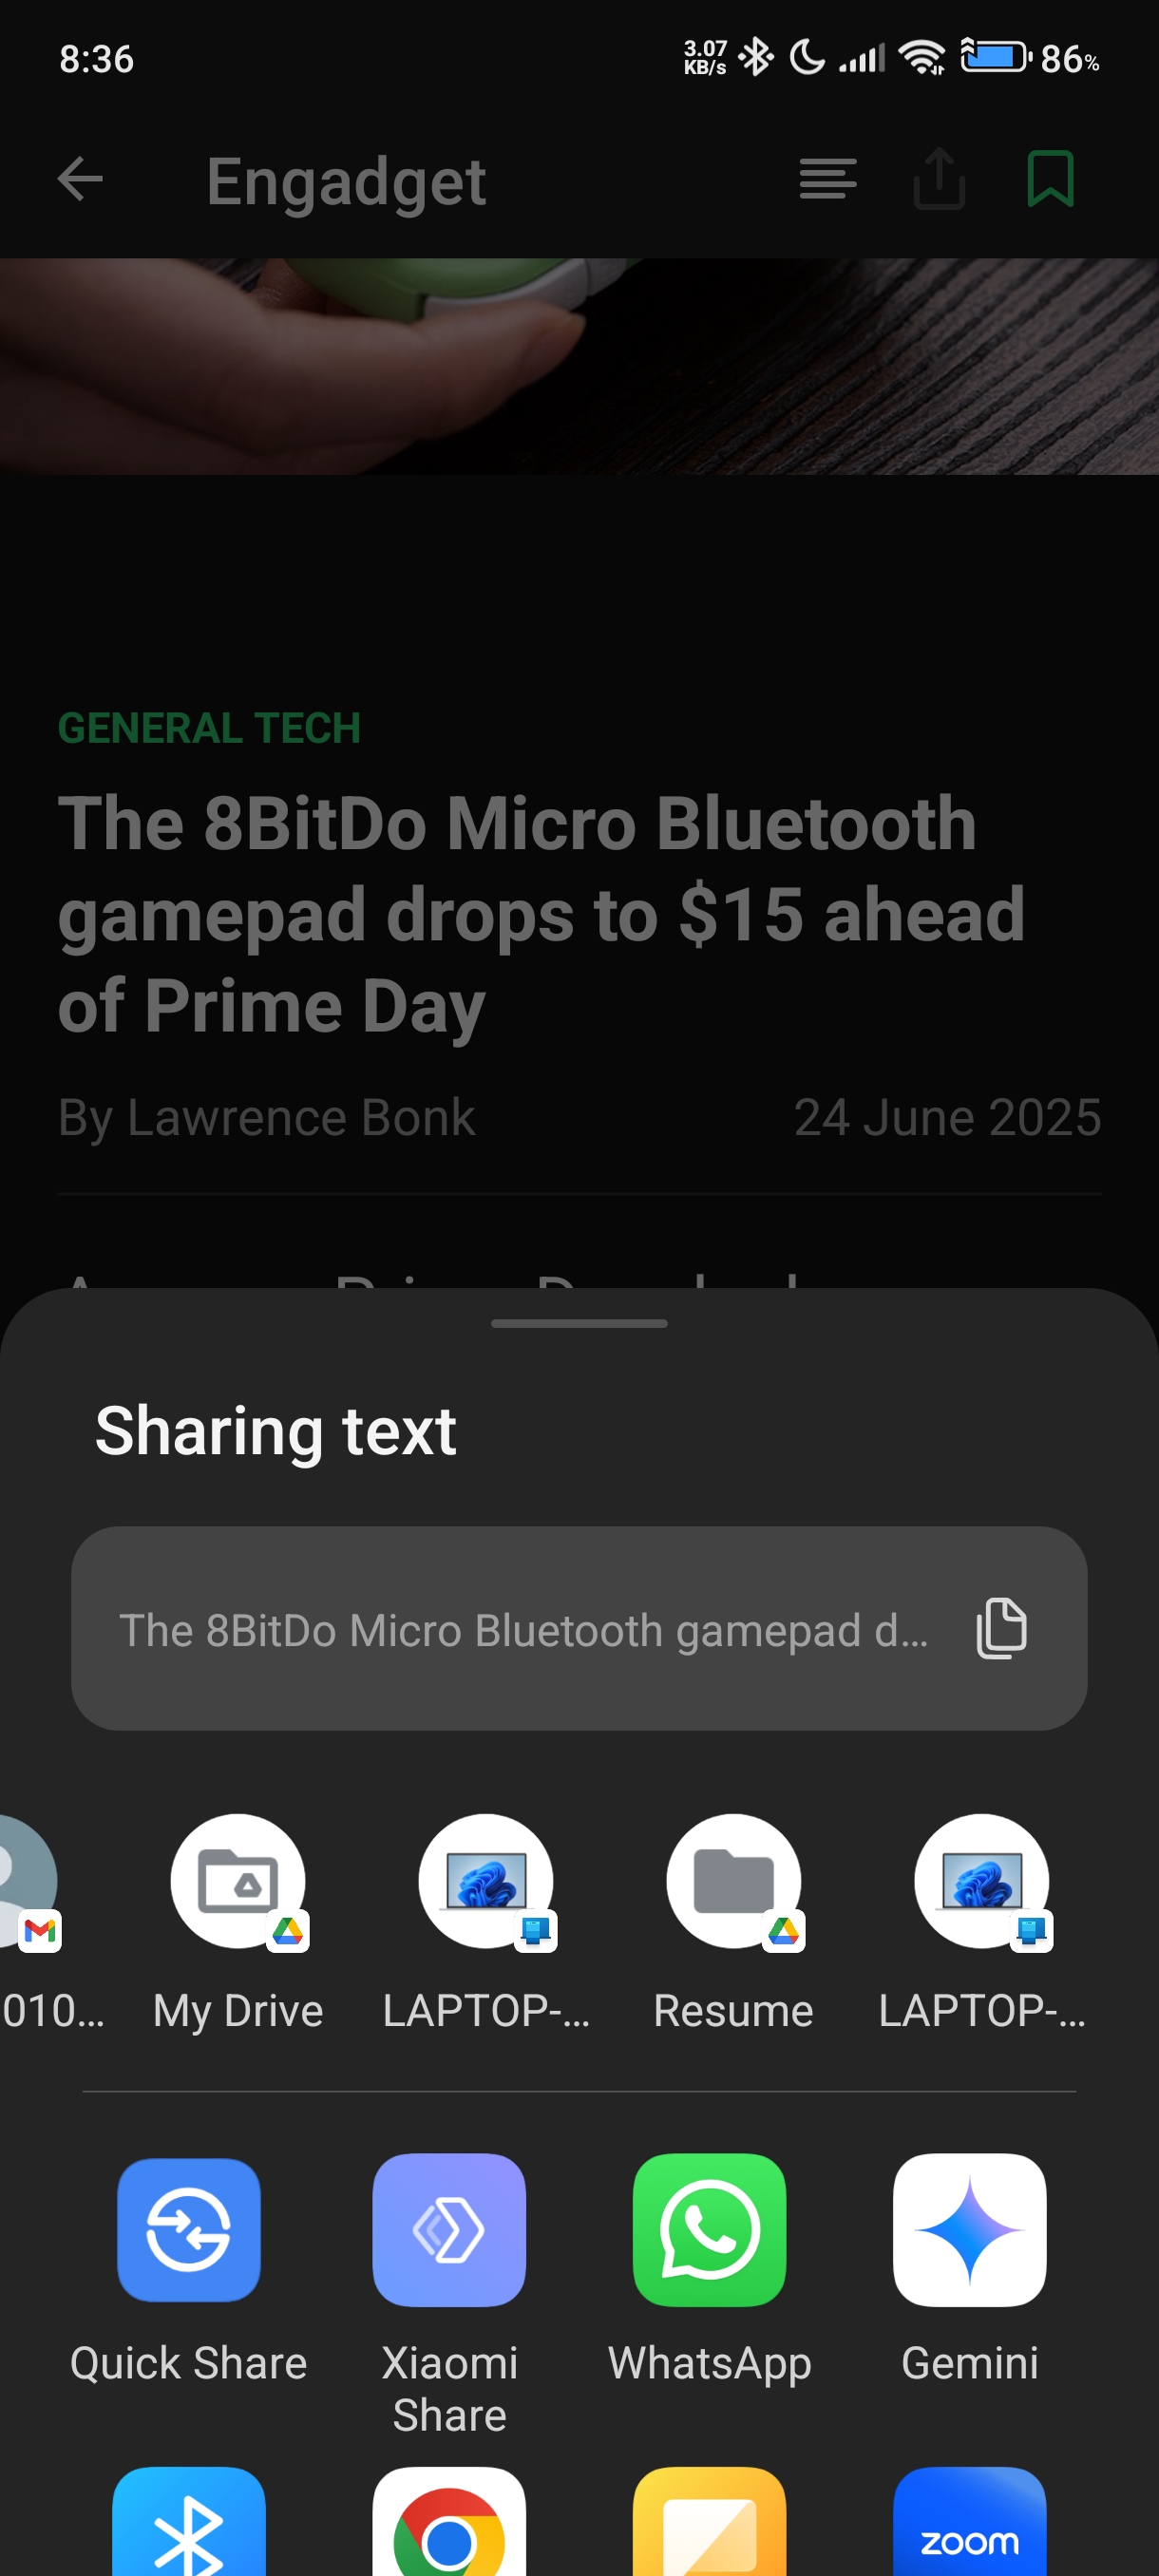 8:36
3.07
KB/s
86%
Engadget
GENERAL TECH
The 8BitDo Micro Bluetooth
gamepad drops to $15 ahead
of Prime Day
By Lawrence Bonk
24 June 2025
Sharing text
The 8BitDo Micro Bluetooth gamepad d...
010...
My Drive
LAPTOP-...
Resume
LAPTOP-...
Quick Share
Xiaomi
Share
WhatsApp
Gemini
zoom